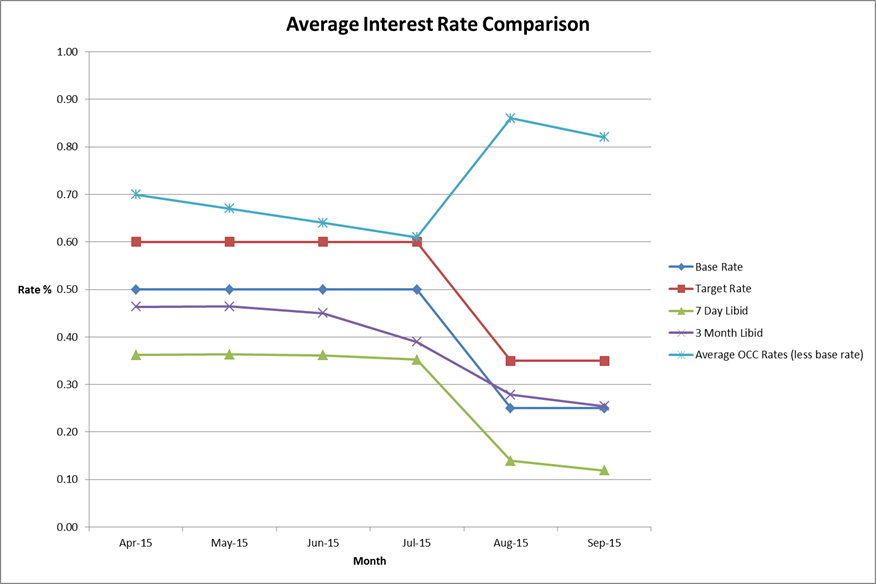 Average Interest Rate Comparison
1.00
0.90
0.80
0.70
0.60
Rate % 0.50
0.40
0.30
0.20
0.10
0.00
Apr-15 May-15 Jun-15 Jul-15 Aug-15 Sep-15
Month
Base Rate
Target Rate
7 Day Libid
3 Month Libid
Average OCC Rates (less base rate)